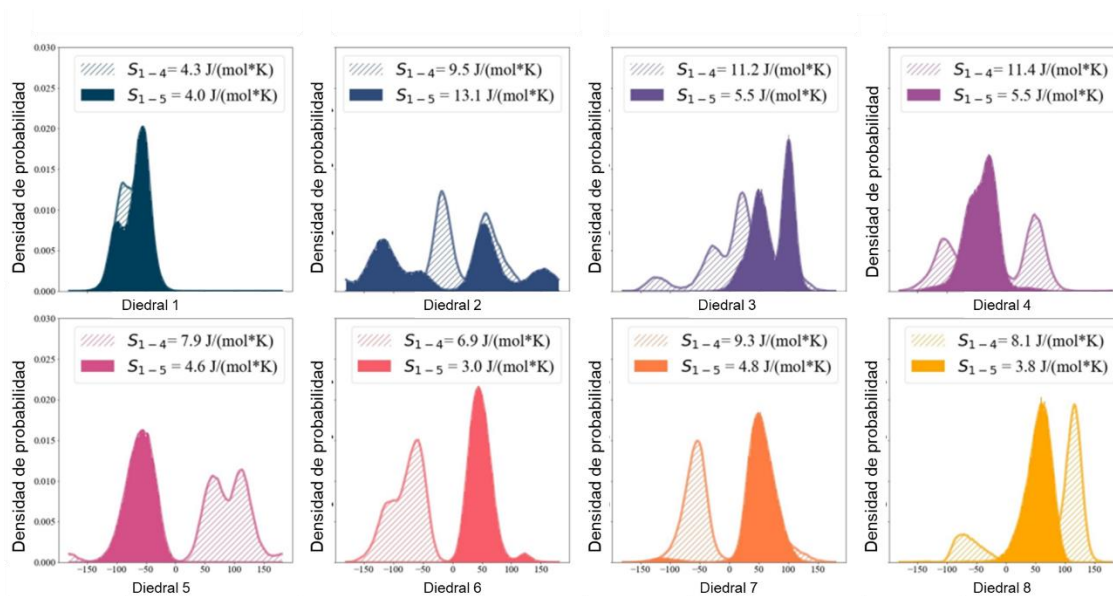 0.030
0.025
0.020
0.015
0.010
0.005
0.000
Densidad de probabilidad
S1−4 = 4.3 J/(mol*K)
S1−5 = 4.0 J/(mol*K)
Diedral 1
Densidad de probabilidad
S1−4 = 9.5 J/(mol*K)
S1−5 = 13.1 J/(mol*K)
Diedral 2
Densidad de probabilidad
S1−4 = 11.2 J/(mol*K)
S1−5 = 5.5 J/(mol*K)
Diedral 3
Densidad de probabilidad
S1−4 = 11.4 J/(mol*K)
S1−5 = 5.5 J/(mol*K)
Diedral 4
0.030
0.025
0.020
0.015
0.010
0.005
0.000
Densidad de probabilidad
S1−4 = 7.9 J/(mol*K)
S1−5 = 4.6 J/(mol*K)
−150 −100 −50 0 50 100 150
Diedral 5
Densidad de probabilidad
S1−4 = 6.9 J/(mol*K)
S1−5 = 3.0 J/(mol*K)
−150 −100 −50 0 50 100 150
Diedral 6
Densidad de probabilidad
S1−4 = 9.3 J/(mol*K)
S1−5 = 4.8 J/(mol*K)
−150 −100 −50 0 50 100 150
Diedral 7
Densidad de probabilidad
S1−4 = 8.1 J/(mol*K)
S1−5 = 3.8 J/(mol*K)
−150 −100 −50 0 50 100 150
Diedral 8